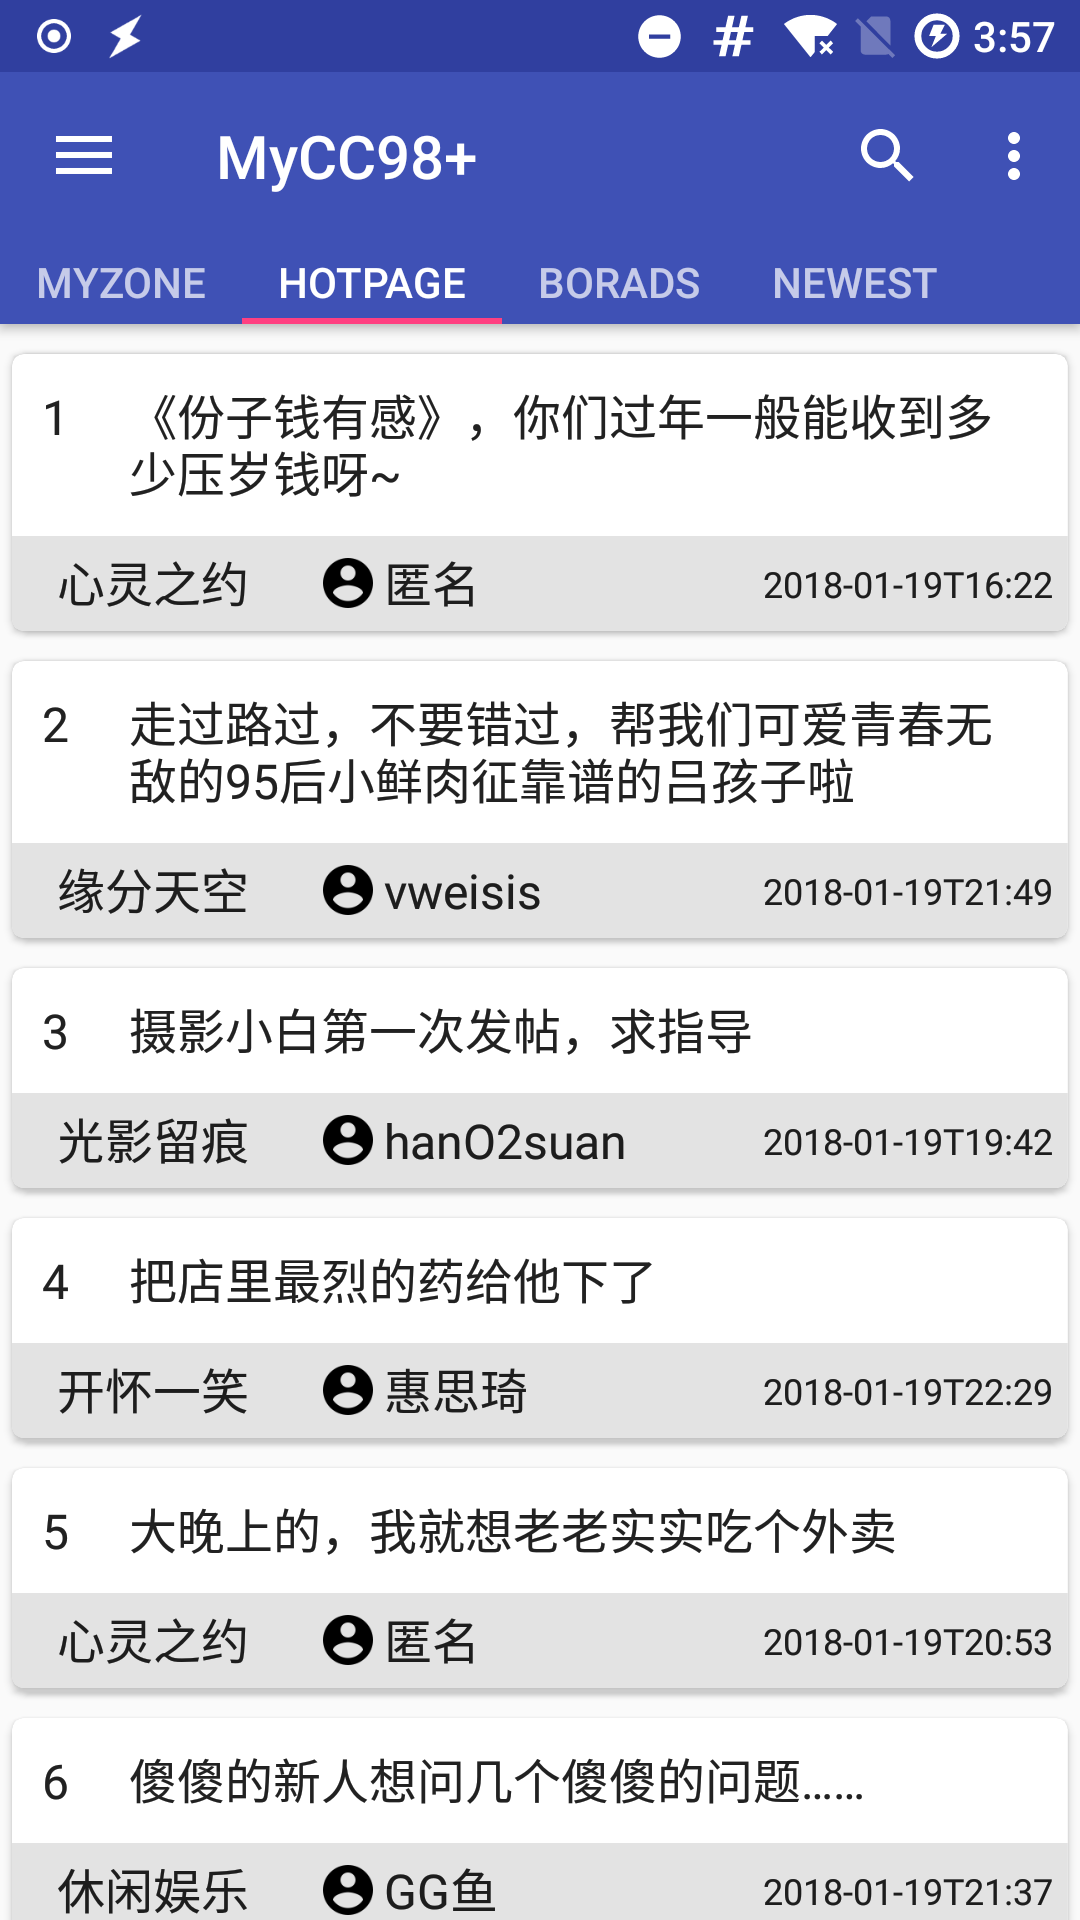 3:57
MyCC98+
MYZONE HOTPAGE BORADS NEWEST
1 《份子钱有感》，你们过年一般能收到多
少压岁钱呀~
心灵之约 匿名 2018-01-19T16:22
2 走过路过，不要错过，帮我们可爱青春无
敌的95后小鲜肉征靠谱的吕孩子啦
缘分天空 vweisis 2018-01-19T21:49
3 摄影小白第一次发帖，求指导
光影留痕 hanO2suan 2018-01-19T19:42
4 把店里最烈的药给他下了
开怀一笑 惠思琦 2018-01-19T22:29
5 大晚上的，我就想老老实实吃个外卖
心灵之约 匿名 2018-01-19T20:53
6 傻傻的新人想问几个傻傻的问题……
休闲娱乐 GG鱼 2018-01-19T21:37